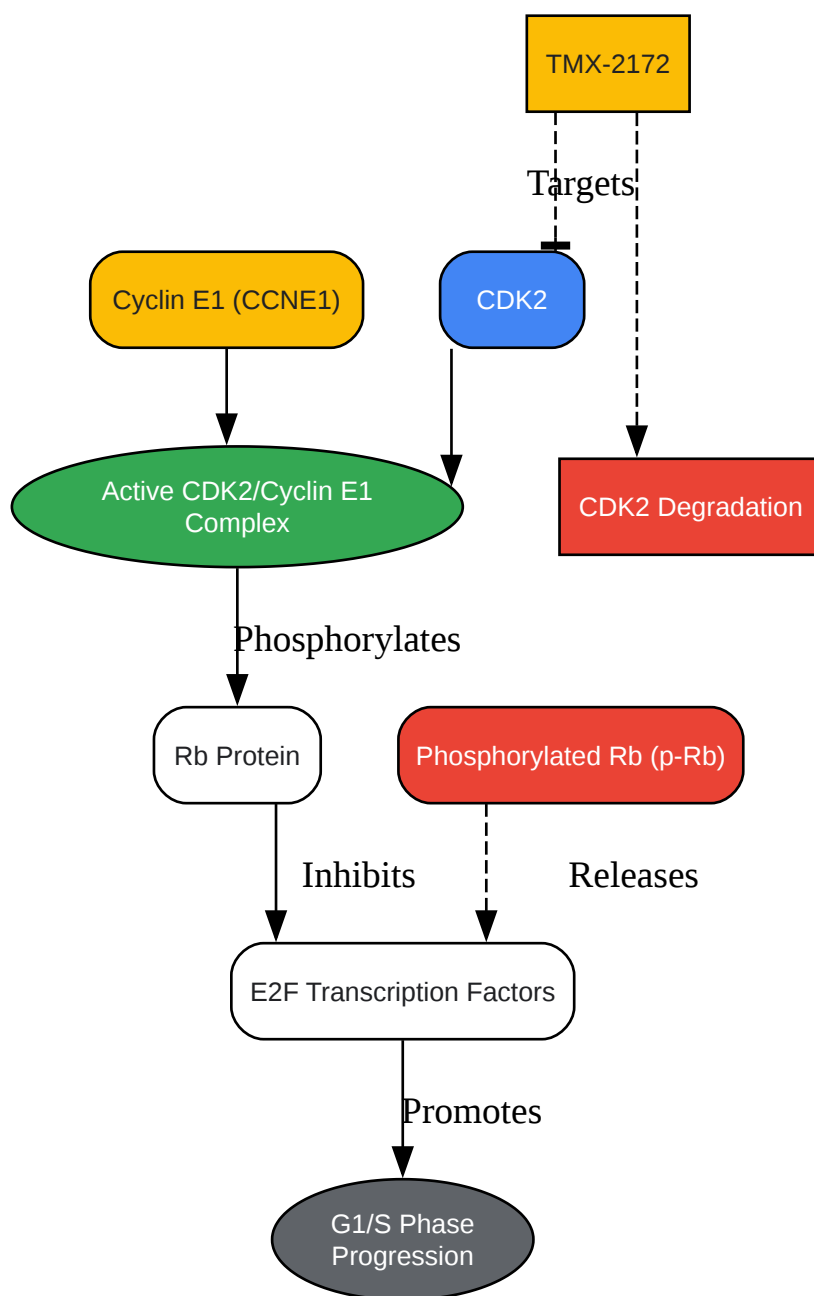 TMX-2172
Targets
Cyclin E1 (CCNE1)
CDK2
Active CDK2/Cyclin E1
Complex
CDK2 Degradation
Phosphorylates
Rb Protein
Phosphorylated Rb (p-Rb)
Inhibits
Releases
E2F Transcription Factors
Promotes
G1/S Phase
Progression